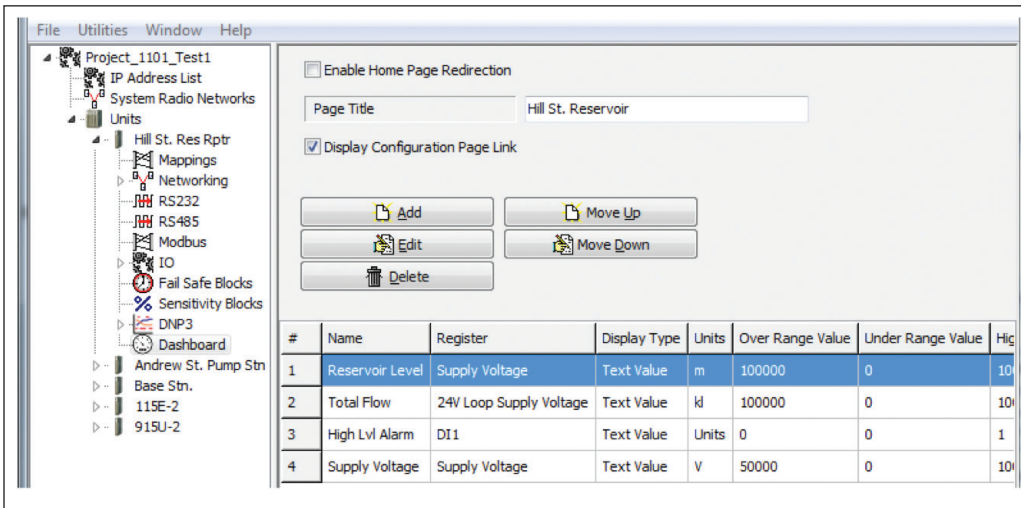 File Utilities Window Help
Project_1101_Test1
IP Address List
System Radio Networks
Units
Hill St. Res Rptr
Mappings
Networking
RS232
RS485
Modbus
IO
Fail Safe Blocks
Sensitivity Blocks
DNP3
Dashboard
Andrew St. Pump Stn
Base Stn.
115E-2
915U-2
Enable Home Page Redirection
Page Title Hill St. Reservoir
Display Configuration Page Link
Add Move Up
Edit Move Down
Delete
# Name Register Display Type Units Over Range Value Under Range Value Hig
1 Reservoir Level Supply Voltage Text Value m 100000 0 100
2 Total Flow 24V Loop Supply Voltage Text Value kl 100000 0 100
3 High Lvl Alarm DI1 Text Value Units 0 0 1
4 Supply Voltage Supply Voltage Text Value V 50000 0 100